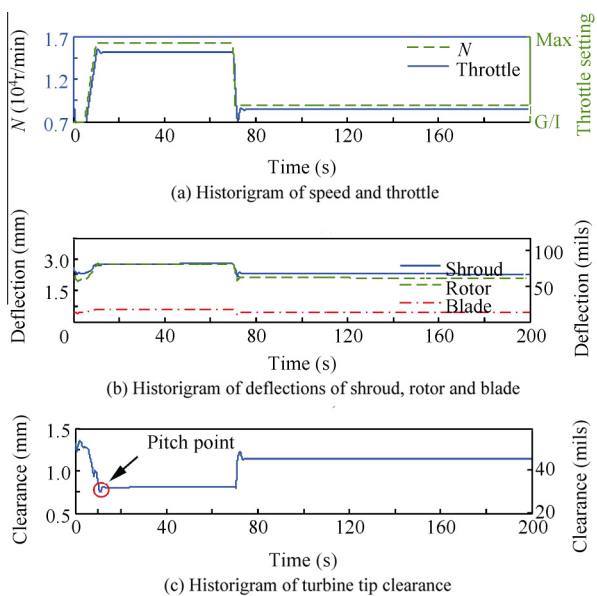 1.7
1.2
0.7
N (10⁴r/min)
N
Throttle
Max
G/I
Throttle setting
40 80 120 160
Time (s)
(a) Historigram of speed and throttle
3.0
1.5
0
Deflection (mm)
Shroud
Rotor
Blade
100
50
Deflection (mils)
0 40 80 120 160 200
Time (s)
(b) Historigram of deflections of shroud, rotor and blade
1.5
1.0
0.5
Clearance (mm)
Pitch point
40
20
Clearance (mils)
0 40 80 120 160 200
Time (s)
(c) Historigram of turbine tip clearance